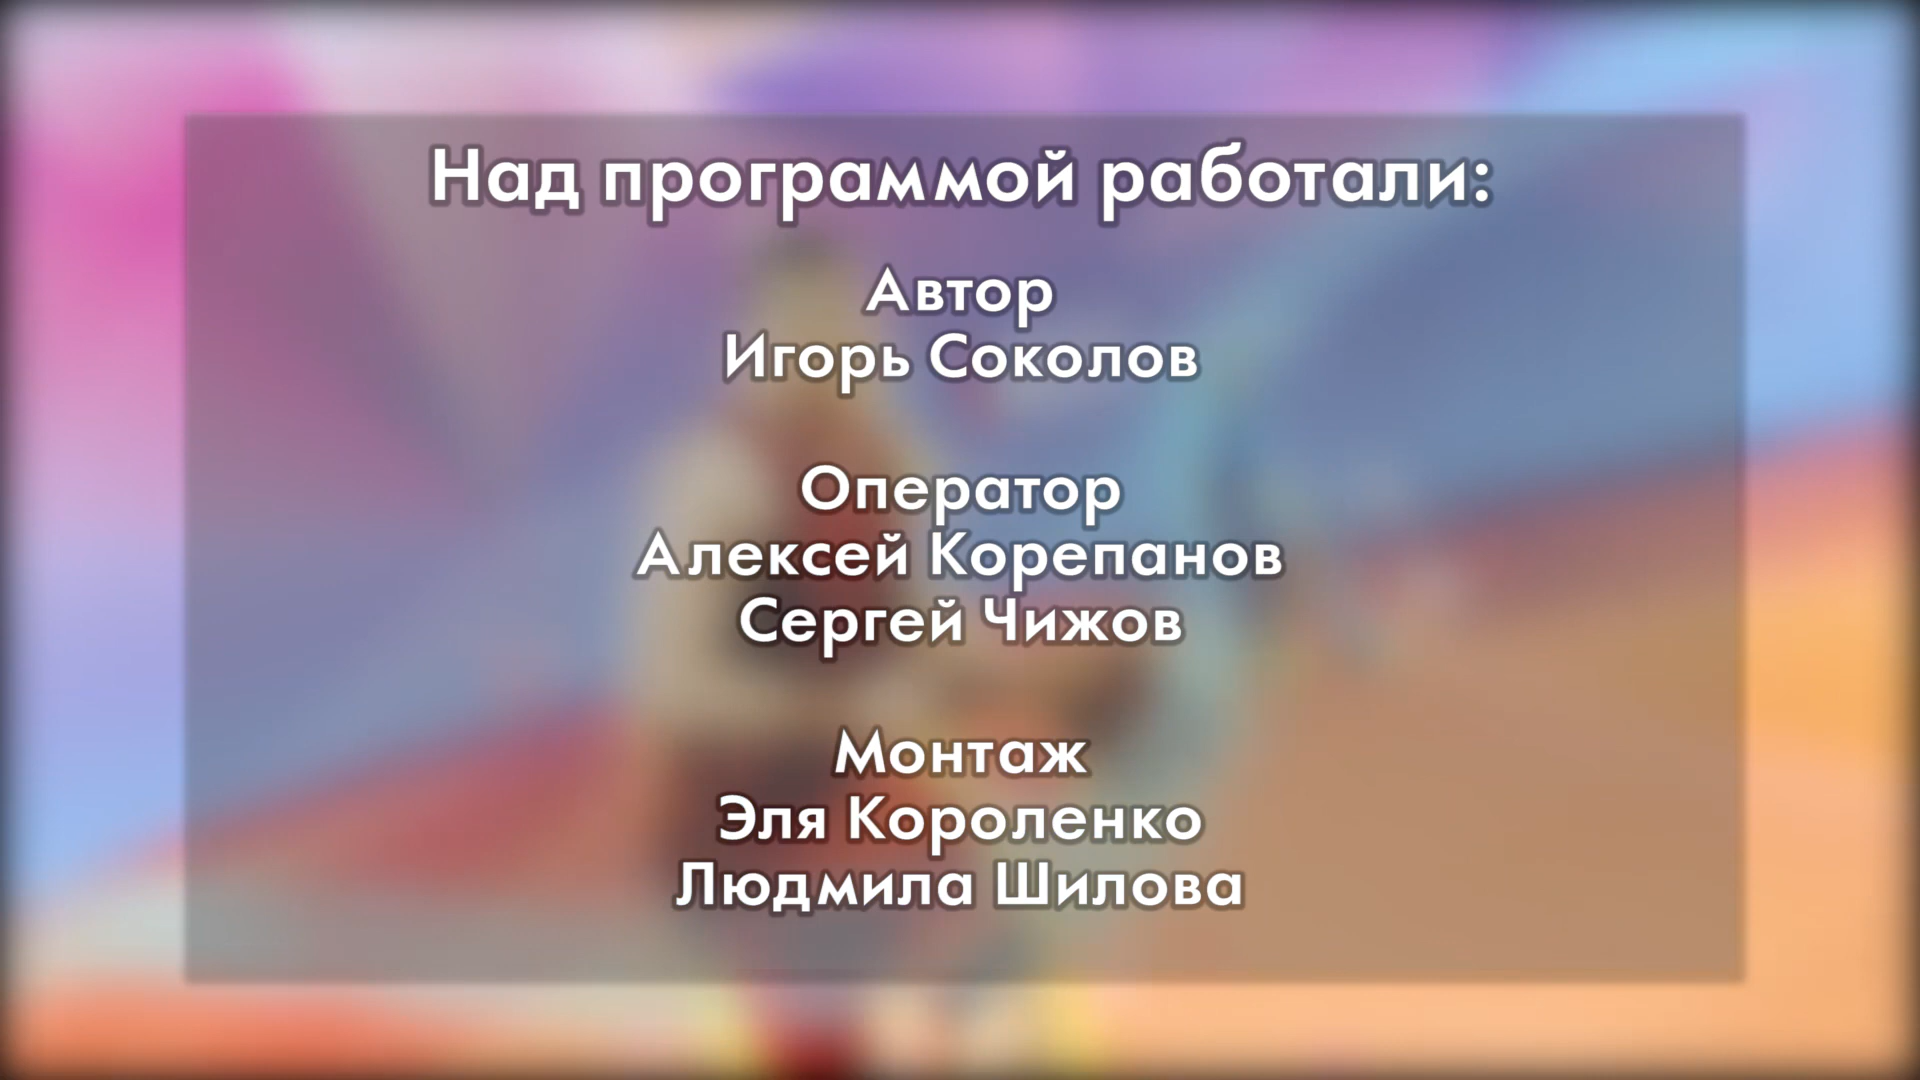 Над программой работали:
Автор
Игорь Соколов
Оператор
Алексей Корепанов
Сергей Чижов
Монтаж
Эля Короленко
Людмила Шилова